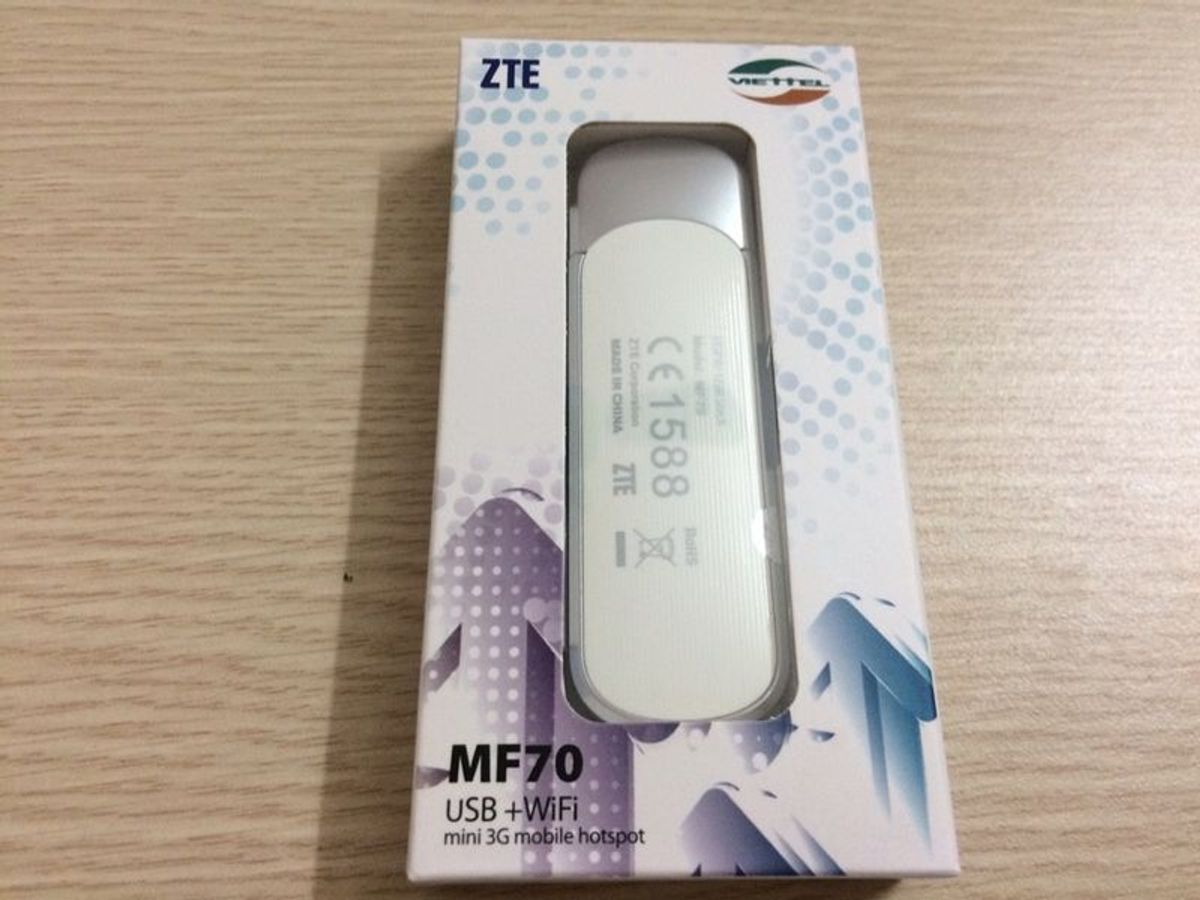 ZTE
VIETTEL
Model: MF70
CE 1588
ZTE Corporation
MADE IN CHINA
ZTE
RoHS
MF70
USB +WiFi
mini 3G mobile hotspot